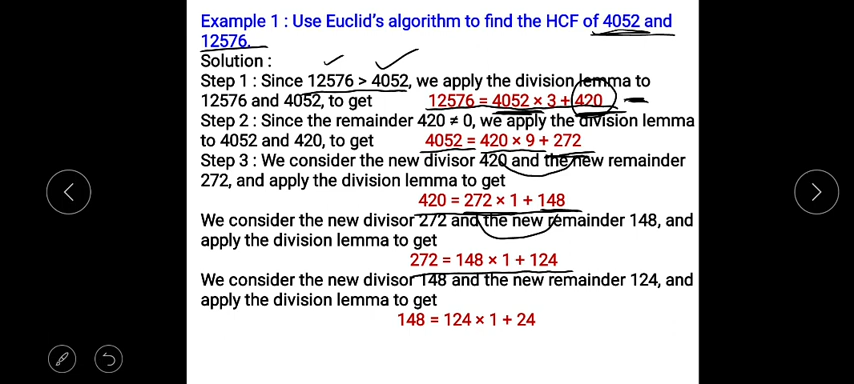 Example 1 : Use Euclid's algorithm to find the HCF of 4052 and
12576.
Solution :
Step 1 : Since 12576 > 4052, we apply the division lemma to
12576 and 4052, to get 12576 = 4052 × 3 + 420
Step 2 : Since the remainder 420 ≠ 0, we apply the division lemma
to 4052 and 420, to get 4052 = 420 × 9 + 272
Step 3 : We consider the new divisor 420 and the new remainder
272, and apply the division lemma to get
420 = 272 × 1 + 148
We consider the new divisor 272 and the new remainder 148, and
apply the division lemma to get
272 = 148 × 1 + 124
We consider the new divisor 148 and the new remainder 124, and
apply the division lemma to get
148 = 124 × 1 + 24